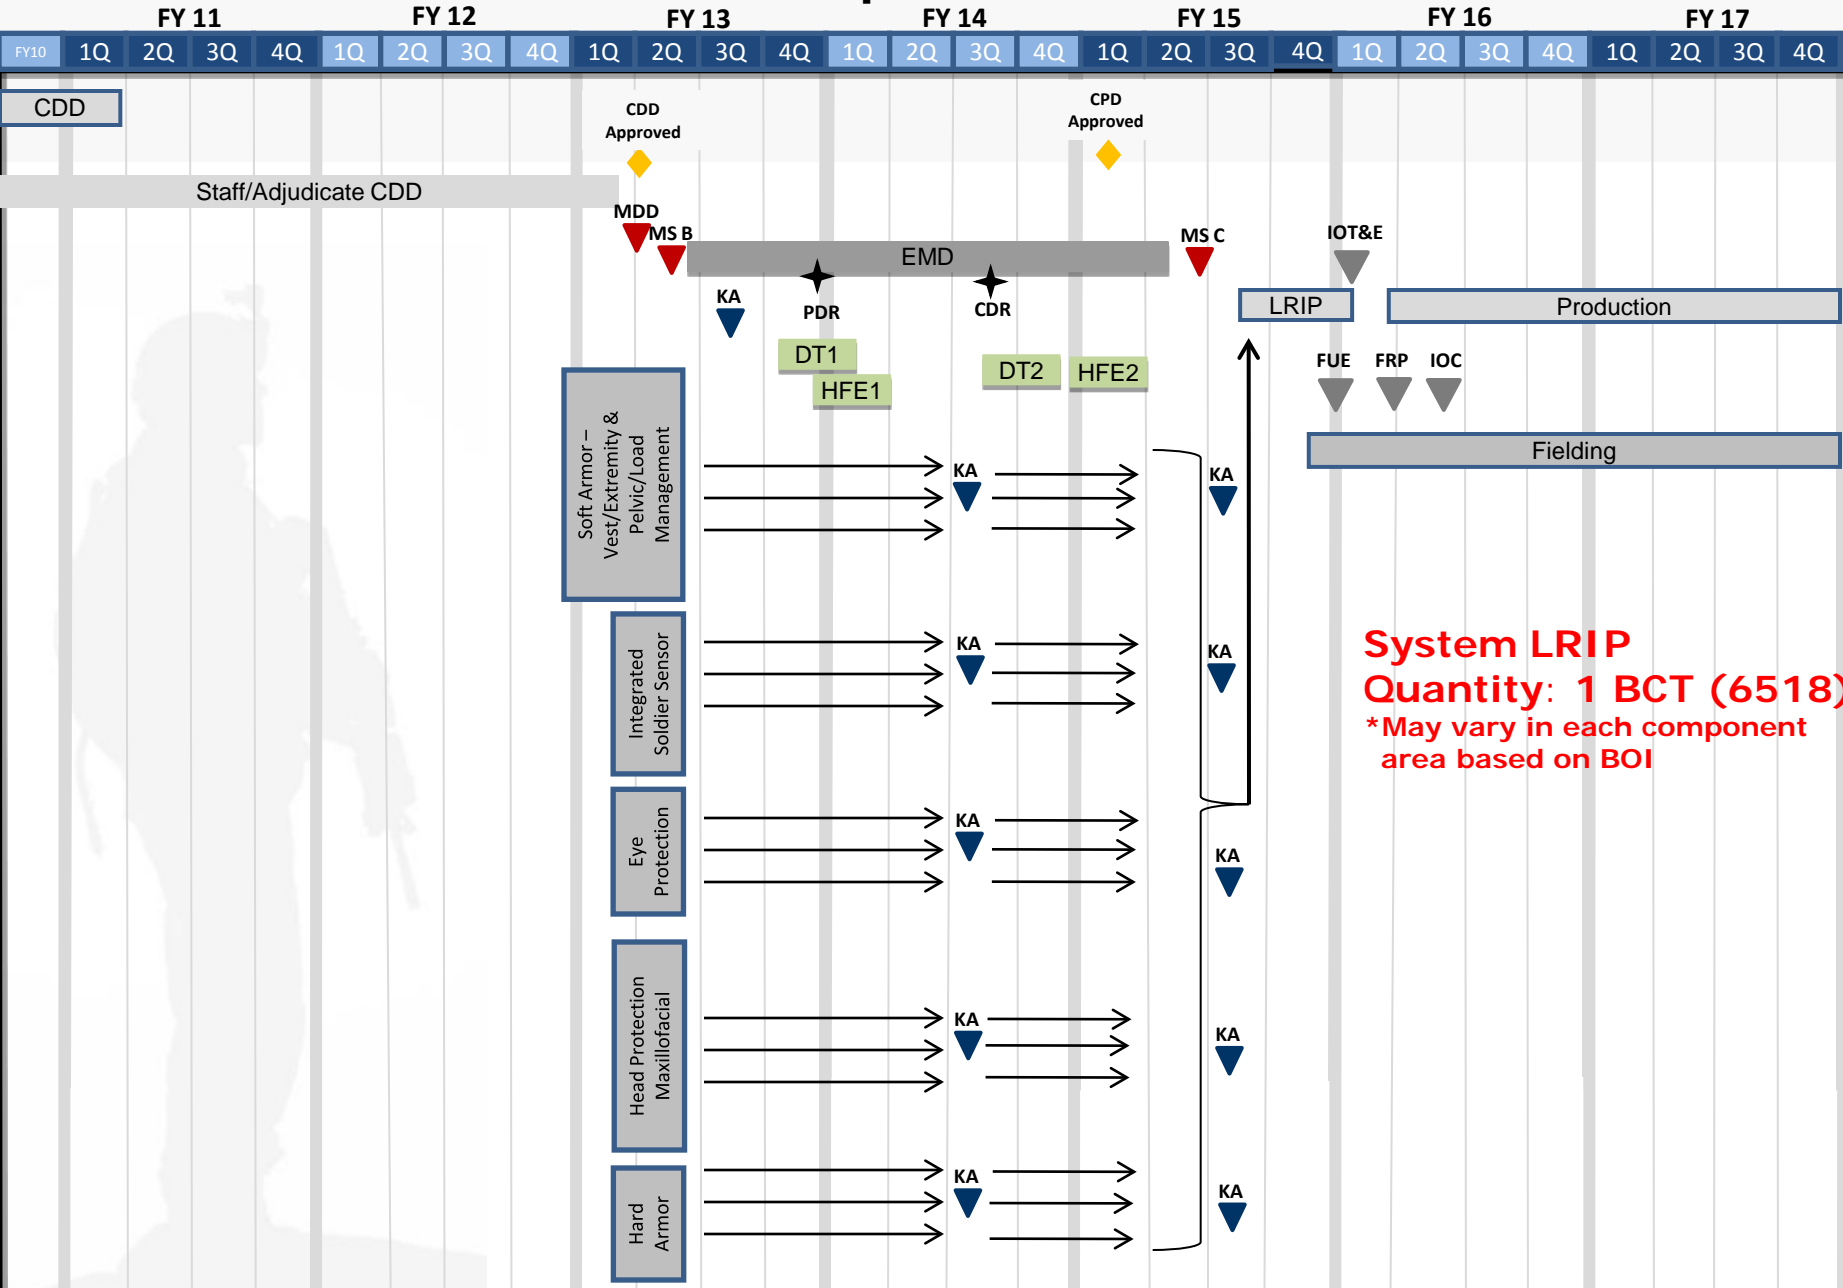 FY 11 FY 12 FY 13 FY 14 FY 15 FY 16 FY 17
FY10 1Q 2Q 3Q 4Q 1Q 2Q 3Q 4Q 1Q 2Q 3Q 4Q 1Q 2Q 3Q 4Q 1Q 2Q 3Q 4Q 1Q 2Q 3Q 4Q 1Q 2Q 3Q 4Q
CDD
CDD
Approved
CPD
Approved
Staff/Adjudicate CDD
MDD
MS B
EMD
MS C
IOT&E
KA
PDR
CDR
LRIP
Production
DT1
HFE1
DT2
HFE2
FUE
FRP
IOC
Fielding
Soft Armor –
Vest/Extremity &
Pelvic/Load
Management
KA
KA
Integrated
Soldier Sensor
KA
KA
System LRIP
Quantity: 1 BCT (6518)
*May vary in each component
area based on BOI
Eye
Protection
KA
KA
Head Protection
Maxillofacial
KA
KA
Hard
Armor
KA
KA